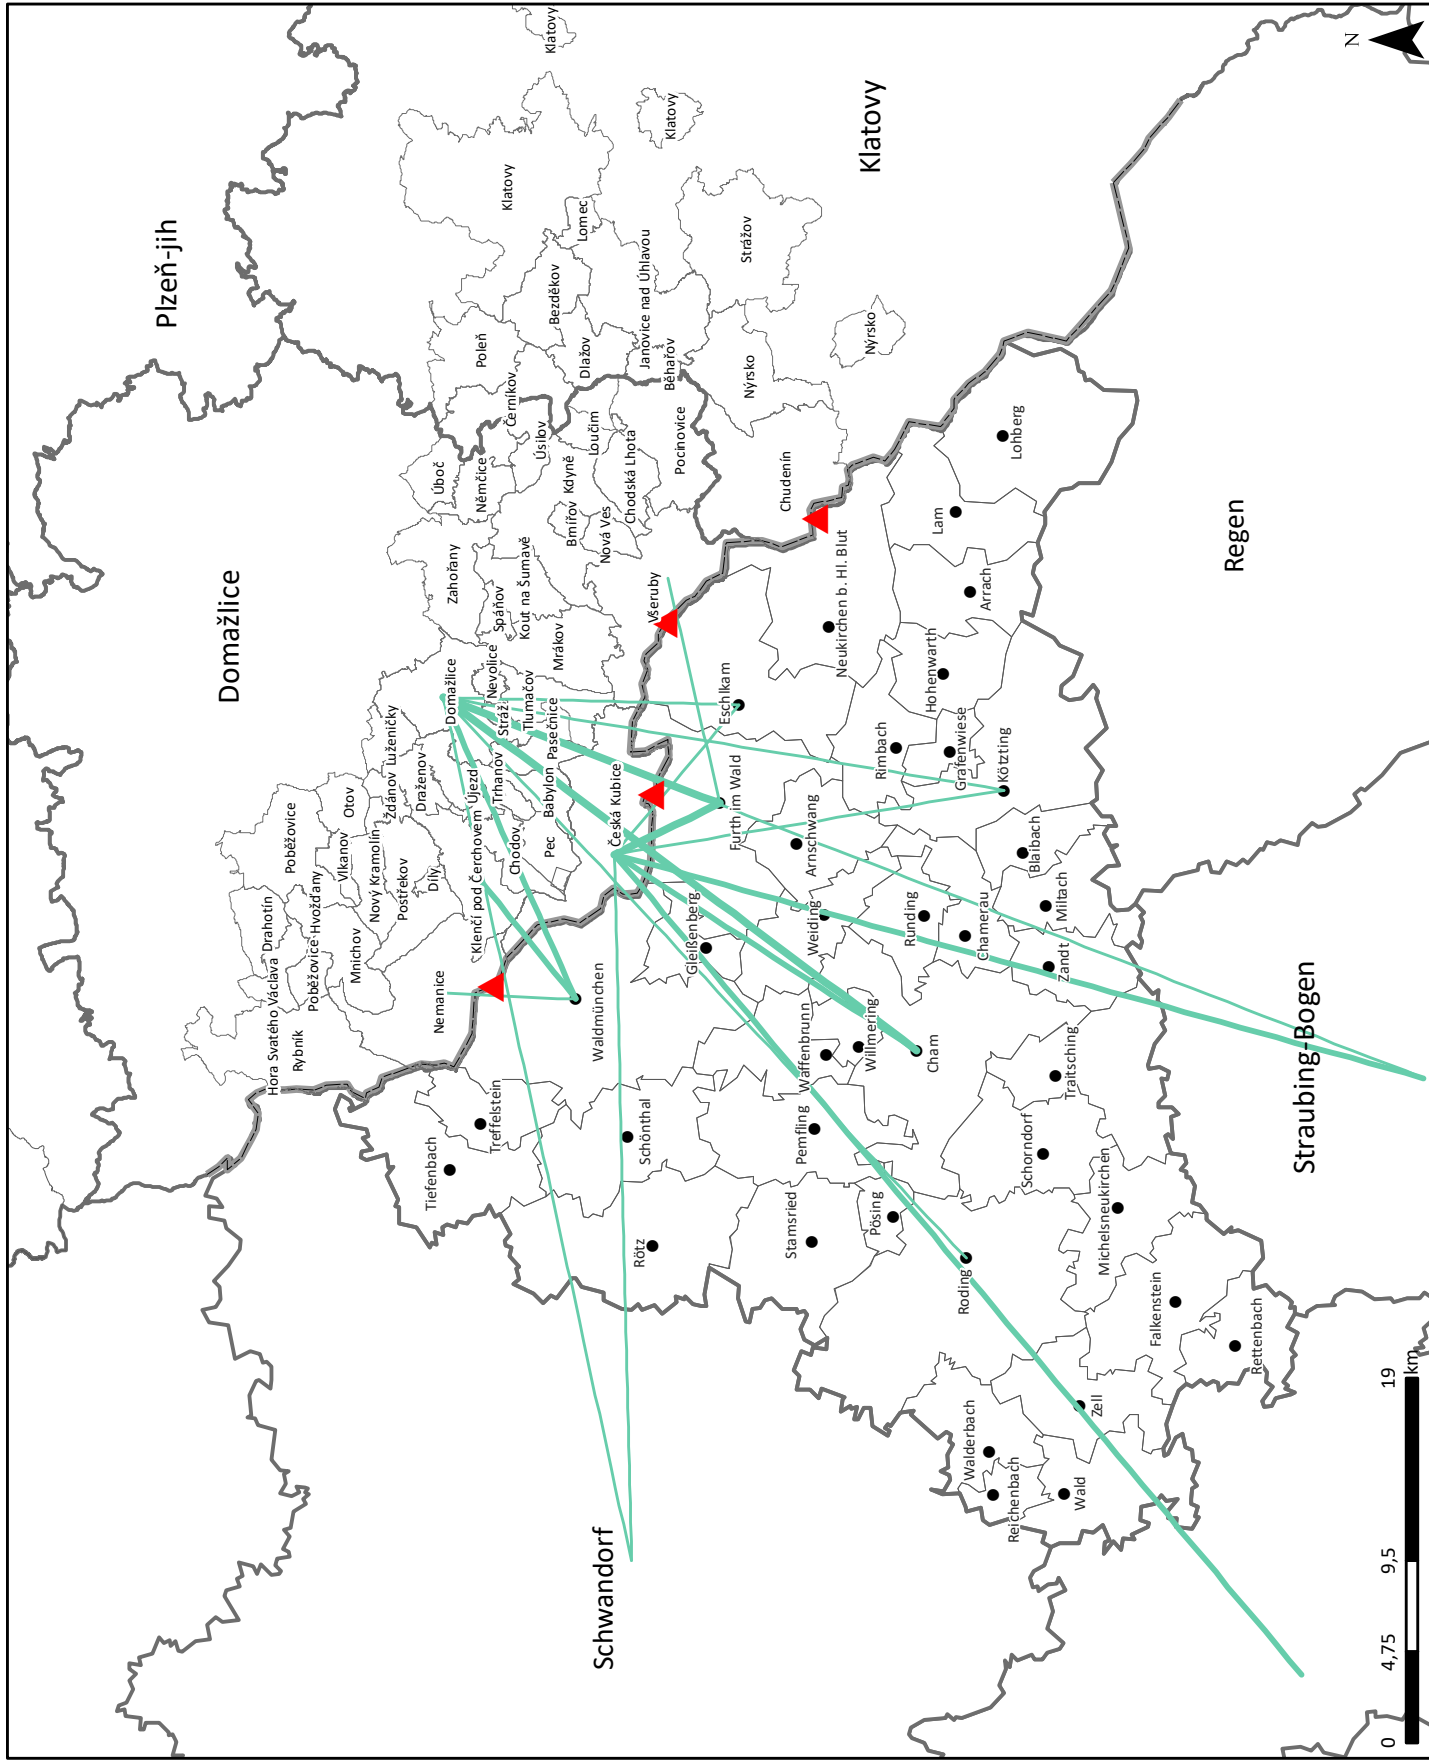 Plzeň-jih
Domažlice
Klatovy
Schwandorf
Straubing-Bogen
Regen
N
Klatovy
Klatovy
Klatovy
Lomec
Bezděkov
Poleň
Dlažov
Janovice nad Úhlavou
Strážov
Běhařov
Nýrsko
Nýrsko
Černíkov
Úsilov
Loučim
Úboč
Němčice
Kdyně
Chodská Lhota
Pocinovice
Chudenín
Brnířov
Nová Ves
Zahořany
Spáňov
Kout na Šumavě
Mrákov
Všeruby
Domažlice
Nevolice
Stráž
Tlumačov
Pasečnice
Luženičky
Ždánov
Draženov
Újezd
Trhanov
Babylon
Česká Kubice
Poběžovice
Otov
Vlkanov
Nový Kramolín
Postřekov
Díly
Klenčí pod Čerchovem
Chodov
Pec
Drahotín
Hvožďany
Poběžovice
Mnichov
Hora Svatého Václava
Rybník
Nemanice
Lohberg
Lam
Arrach
Neukirchen b. Hl. Blut
Hohenwarth
Eschlkam
Rimbach
Grafenwiese
Kötzting
Furth im Wald
Arnschwang
Blaibach
Miltach
Gleißenberg
Weiding
Runding
Chamerau
Zandt
Waldmünchen
Waffenbrunn
Willmering
Cham
Traitsching
Treffelstein
Tiefenbach
Schönthal
Pemfling
Schorndorf
Rötz
Stamsried
Pösing
Michelsneukirchen
Roding
Falkenstein
Rettenbach
Zell
Walderbach
Reichenbach
Wald
0 4,75 9,5 19
km